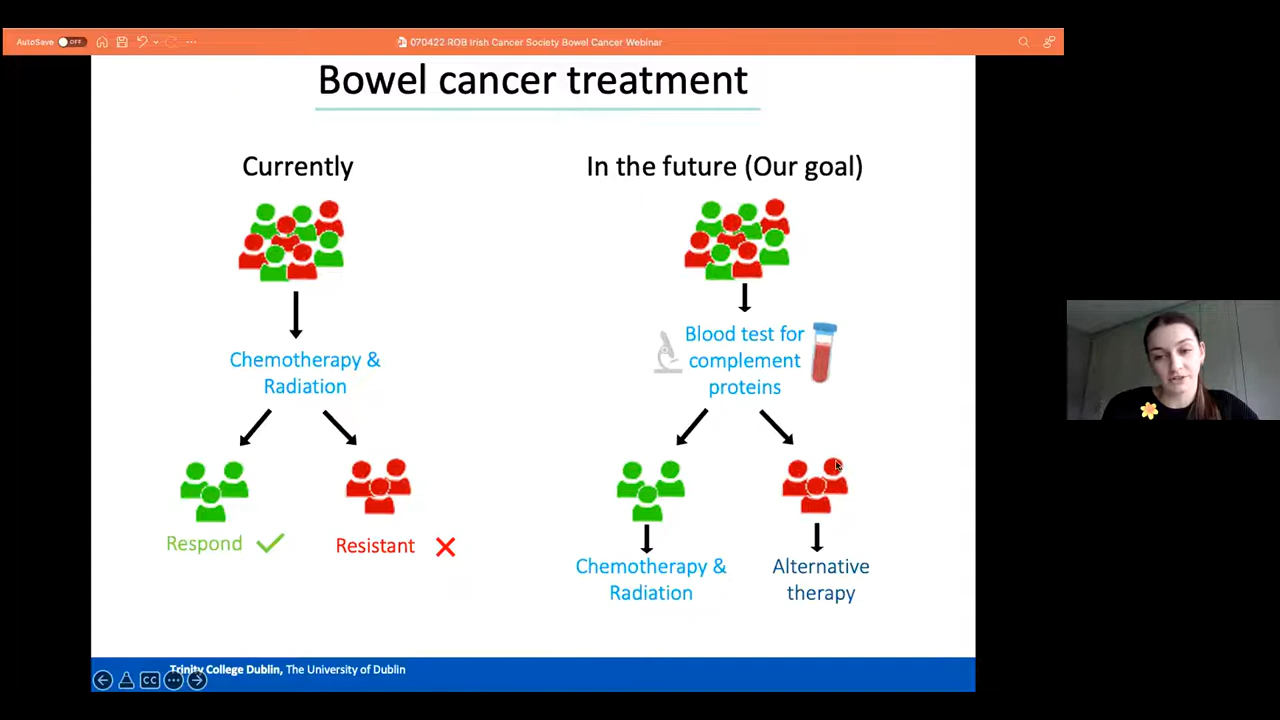 AutoSave OFF
070422 ROB Irish Cancer Society Bowel Cancer Webinar
Bowel cancer treatment
Currently
Chemotherapy &
Radiation
Respond
Resistant
In the future (Our goal)
Blood test for
complement
proteins
Chemotherapy &
Radiation
Alternative
therapy
Trinity College Dublin, The University of Dublin
CC